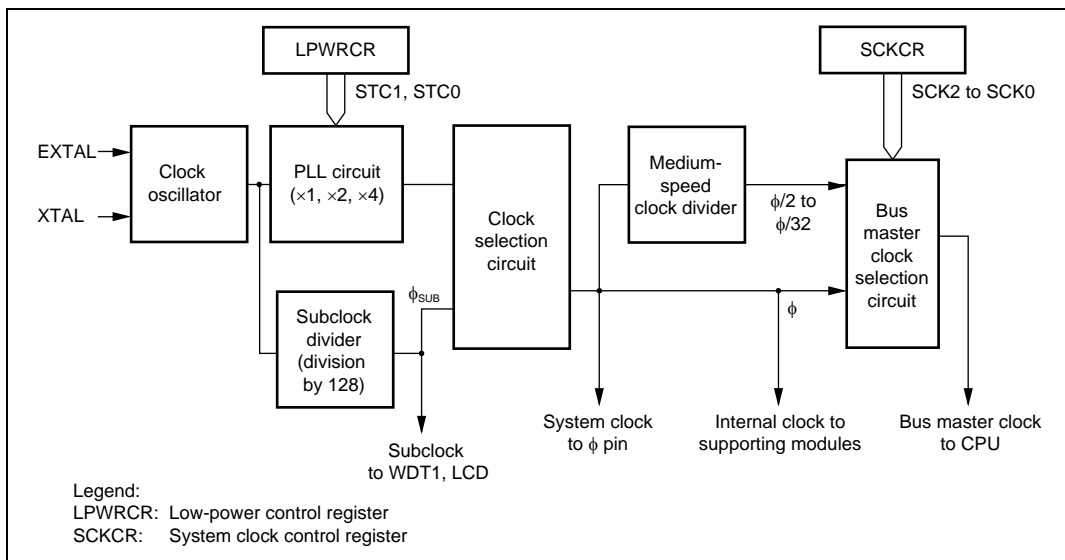 LPWRCR
SCKCR
STC1, STC0
SCK2 to SCK0
EXTAL
XTAL
Clock
oscillator
PLL circuit
(×1, ×2, ×4)
Clock
selection
circuit
Medium-
speed
clock divider
ϕ/2 to
ϕ/32
Bus
master
clock
selection
circuit
Subclock
divider
(division
by 128)
ϕSUB
ϕ
Subclock
to WDT1, LCD
System clock
to ϕ pin
Internal clock to
supporting modules
Bus master clock
to CPU
Legend:
LPWRCR: Low-power control register
SCKCR: System clock control register